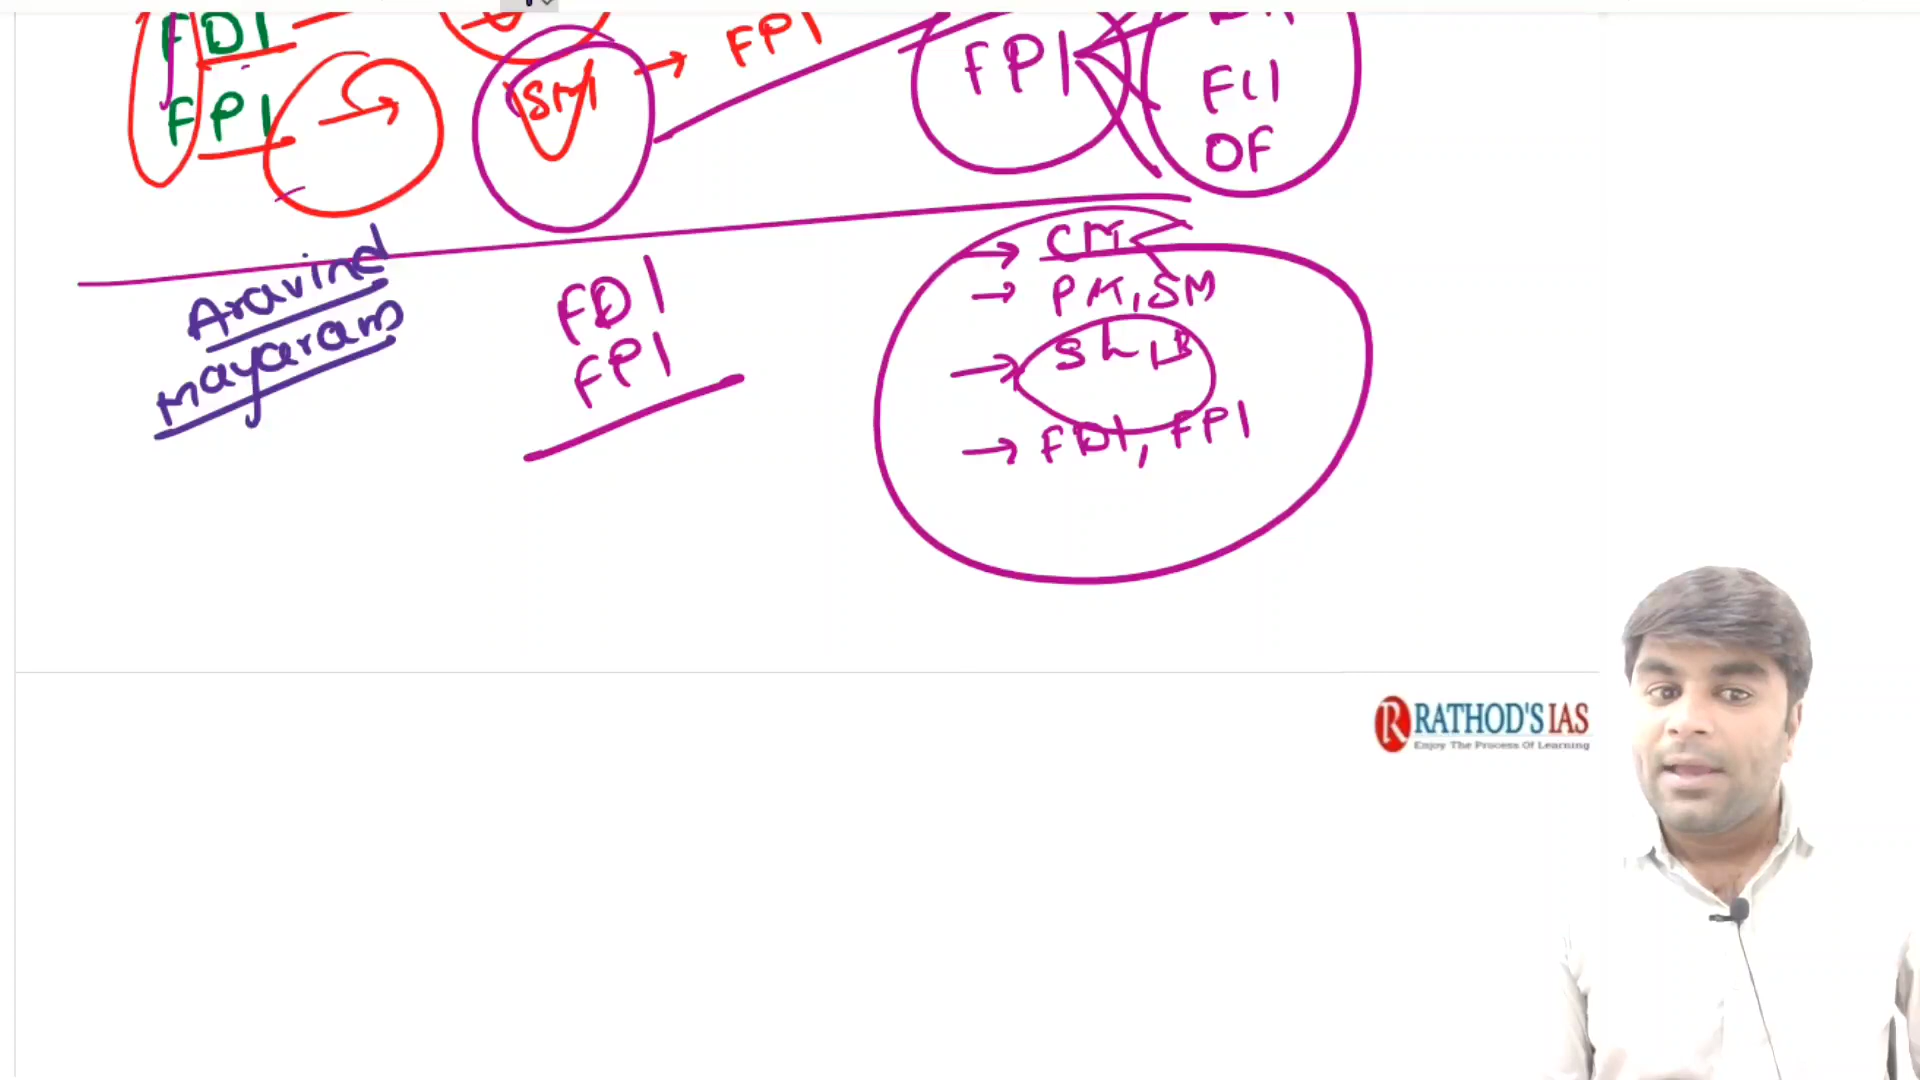 FDI
FPI
SM → FPI
FPI
FII
OF
Aravind
mayaram
FDI
FPI
→ CM
→ PM, SM
→ SL, B
→ FDI, FPI
RATHOD'S IAS
Enjoy The Process Of Learning